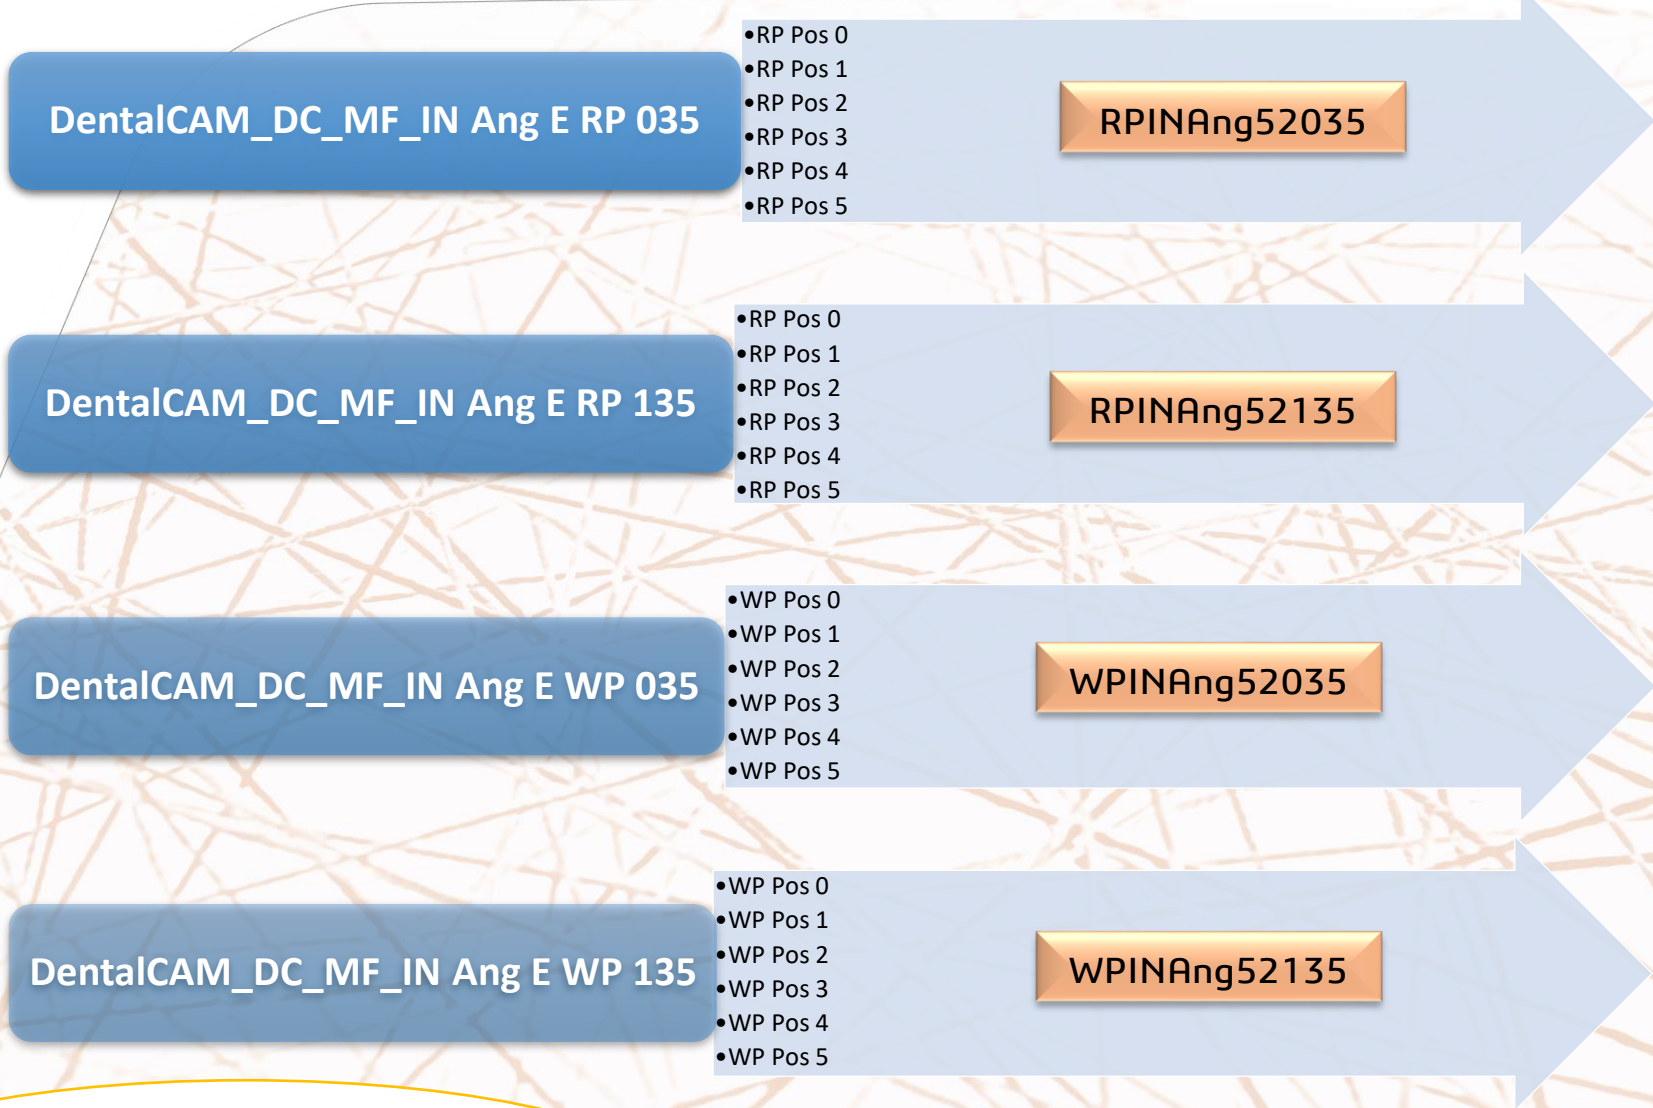 DentalCAM_DC_MF_IN Ang E RP 035
•RP Pos 0
•RP Pos 1
•RP Pos 2
•RP Pos 3
•RP Pos 4
•RP Pos 5
RPINAng52035
DentalCAM_DC_MF_IN Ang E RP 135
•RP Pos 0
•RP Pos 1
•RP Pos 2
•RP Pos 3
•RP Pos 4
•RP Pos 5
RPINAng52135
DentalCAM_DC_MF_IN Ang E WP 035
•WP Pos 0
•WP Pos 1
•WP Pos 2
•WP Pos 3
•WP Pos 4
•WP Pos 5
WPINAng52035
DentalCAM_DC_MF_IN Ang E WP 135
•WP Pos 0
•WP Pos 1
•WP Pos 2
•WP Pos 3
•WP Pos 4
•WP Pos 5
WPINAng52135